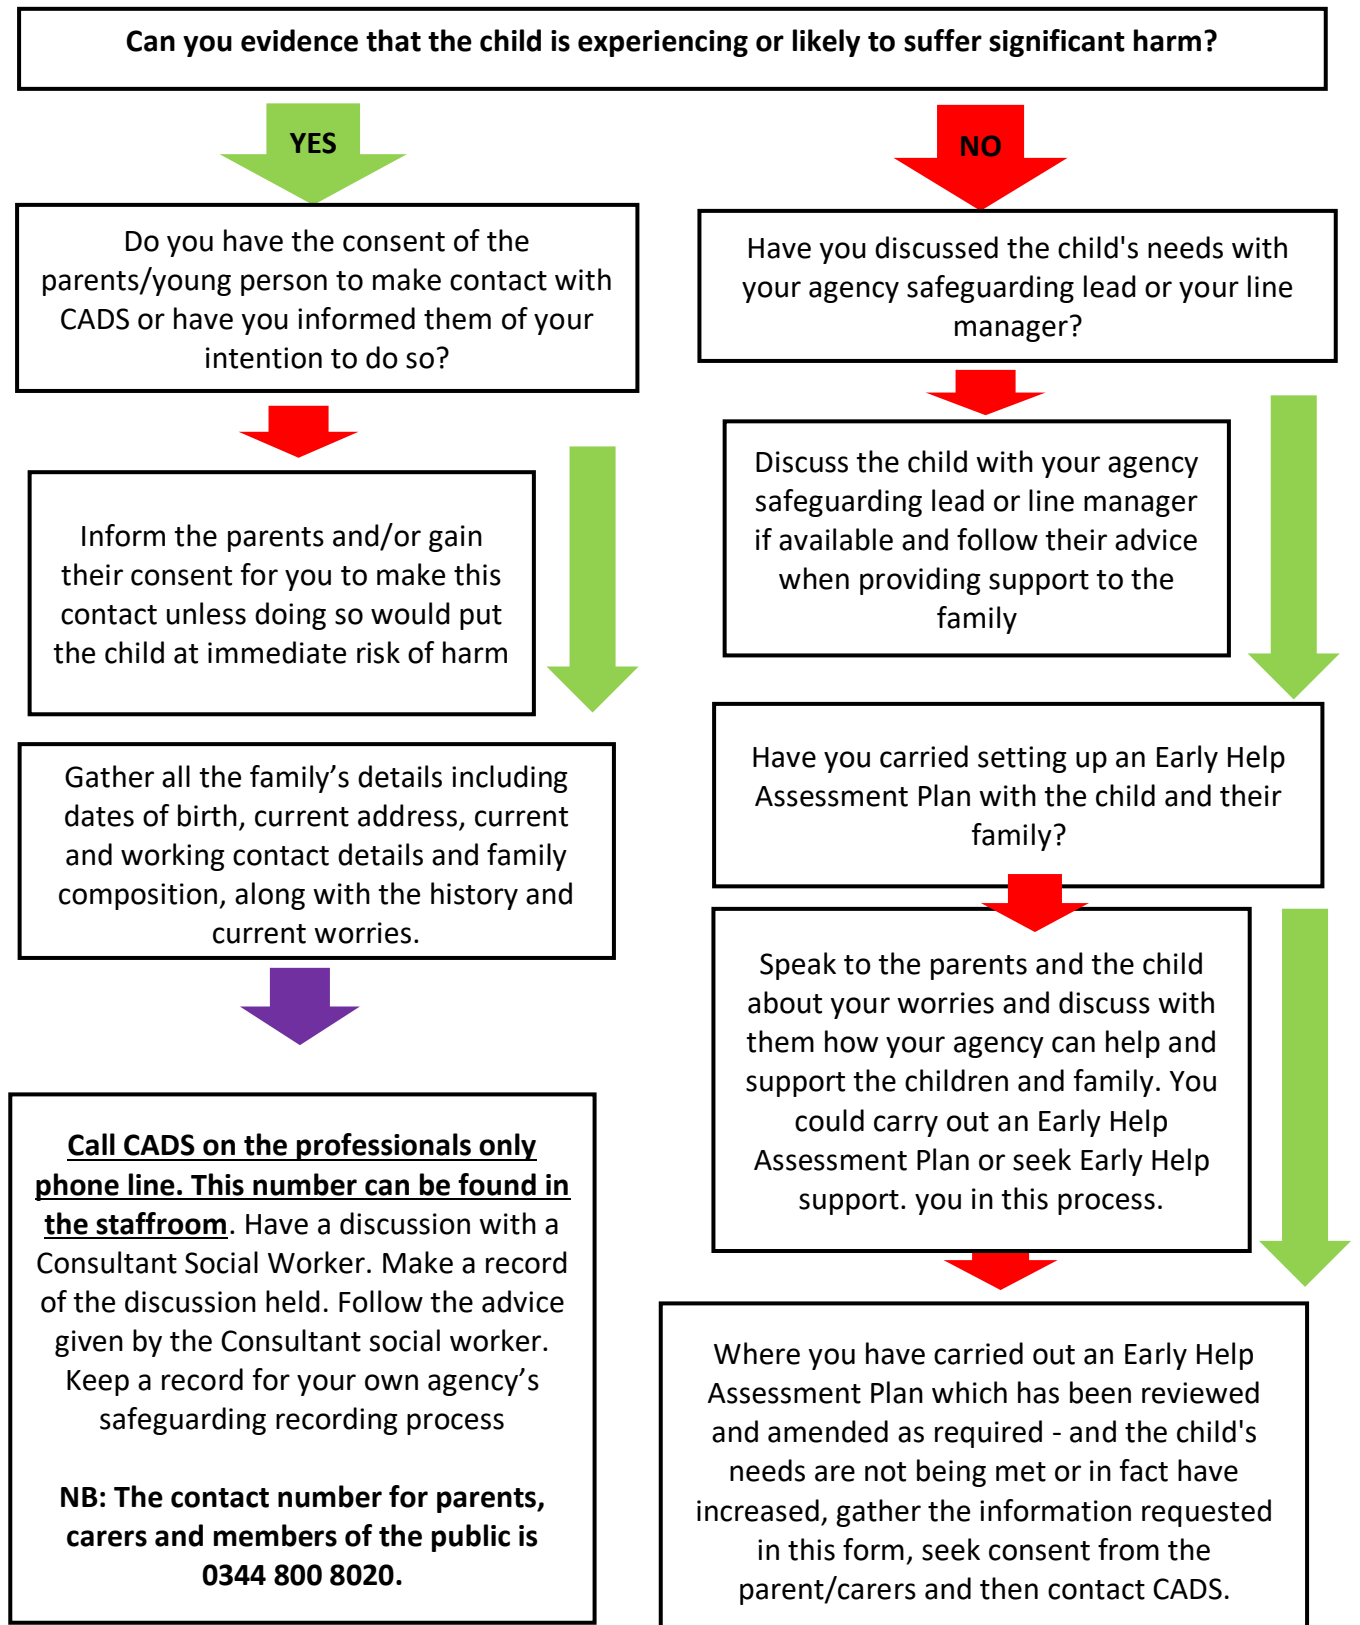 Can you evidence that the child is experiencing or likely to suffer significant harm?
YES
NO
Do you have the consent of the
parents/young person to make contact with
CADS or have you informed them of your
intention to do so?
Have you discussed the child's needs with
your agency safeguarding lead or your line
manager?
Inform the parents and/or gain
their consent for you to make this
contact unless doing so would put
the child at immediate risk of harm
Discuss the child with your agency
safeguarding lead or line manager
if available and follow their advice
when providing support to the
family
Gather all the family’s details including
dates of birth, current address, current
and working contact details and family
composition, along with the history and
current worries.
Have you carried setting up an Early Help
Assessment Plan with the child and their
family?
Speak to the parents and the child
about your worries and discuss with
them how your agency can help and
support the children and family. You
could carry out an Early Help
Assessment Plan or seek Early Help
support. you in this process.
Call CADS on the professionals only
phone line. This number can be found in
the staffroom. Have a discussion with a
Consultant Social Worker. Make a record
of the discussion held. Follow the advice
given by the Consultant social worker.
Keep a record for your own agency’s
safeguarding recording process
NB: The contact number for parents,
carers and members of the public is
0344 800 8020.
Where you have carried out an Early Help
Assessment Plan which has been reviewed
and amended as required - and the child's
needs are not being met or in fact have
increased, gather the information requested
in this form, seek consent from the
parent/carers and then contact CADS.